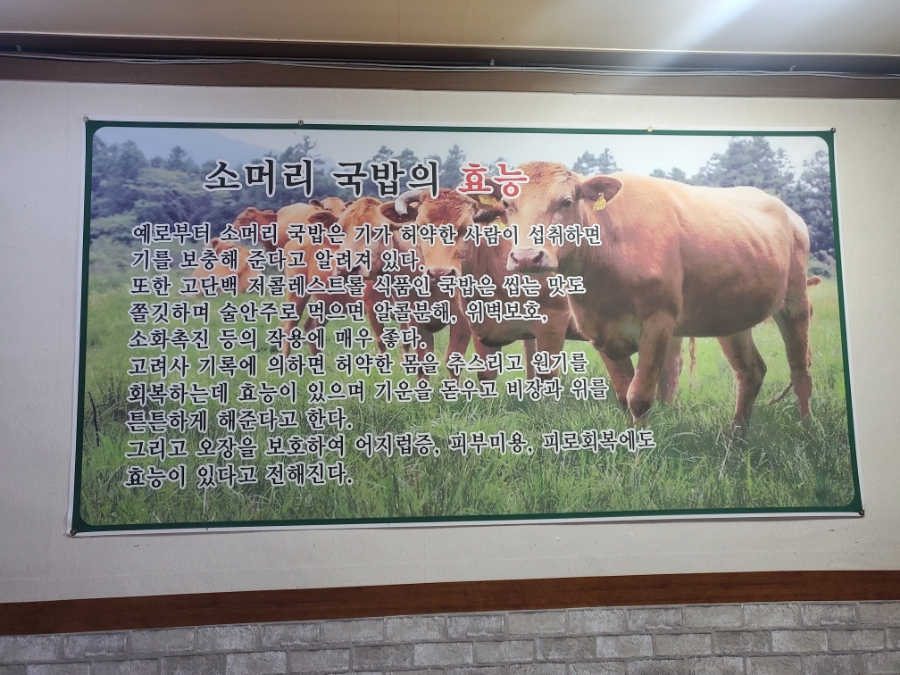 소머리 국밥의 효능
예로부터 소머리 국밥은 기가 허약한 사람이 섭취하면
기를 보충해 준다고 알려져 있다.
또한 고단백 저콜레스트롤 식품인 국밥은 씹는 맛도
쫄깃하며 술안주로 먹으면 알콜분해, 위벽보호,
소화촉진 등의 작용에 매우 좋다.
고려사 기록에 의하면 허약한 몸을 추스리고 원기를
회복하는데 효능이 있으며 기운을 돋우고 비장과 위를
튼튼하게 해준다고 한다.
그리고 오장을 보호하여 어지럽증, 피부미용, 피로회복에도
효능이 있다고 전해진다.